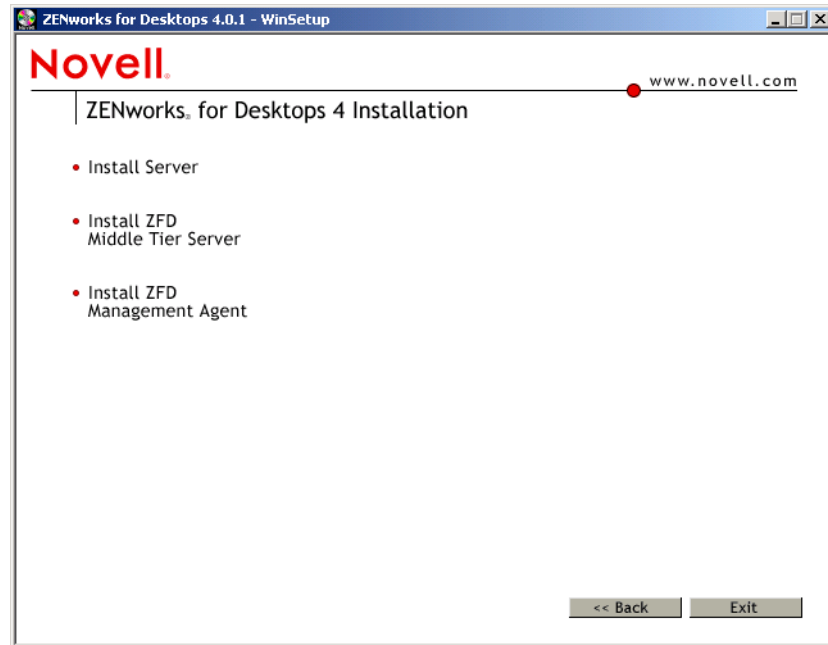 ZENworks for Desktops 4.0.1 - WinSetup
Novell.
www.novell.com
ZENworks® for Desktops 4 Installation
Install Server
Install ZFD
Middle Tier Server
Install ZFD
Management Agent
<< Back
Exit